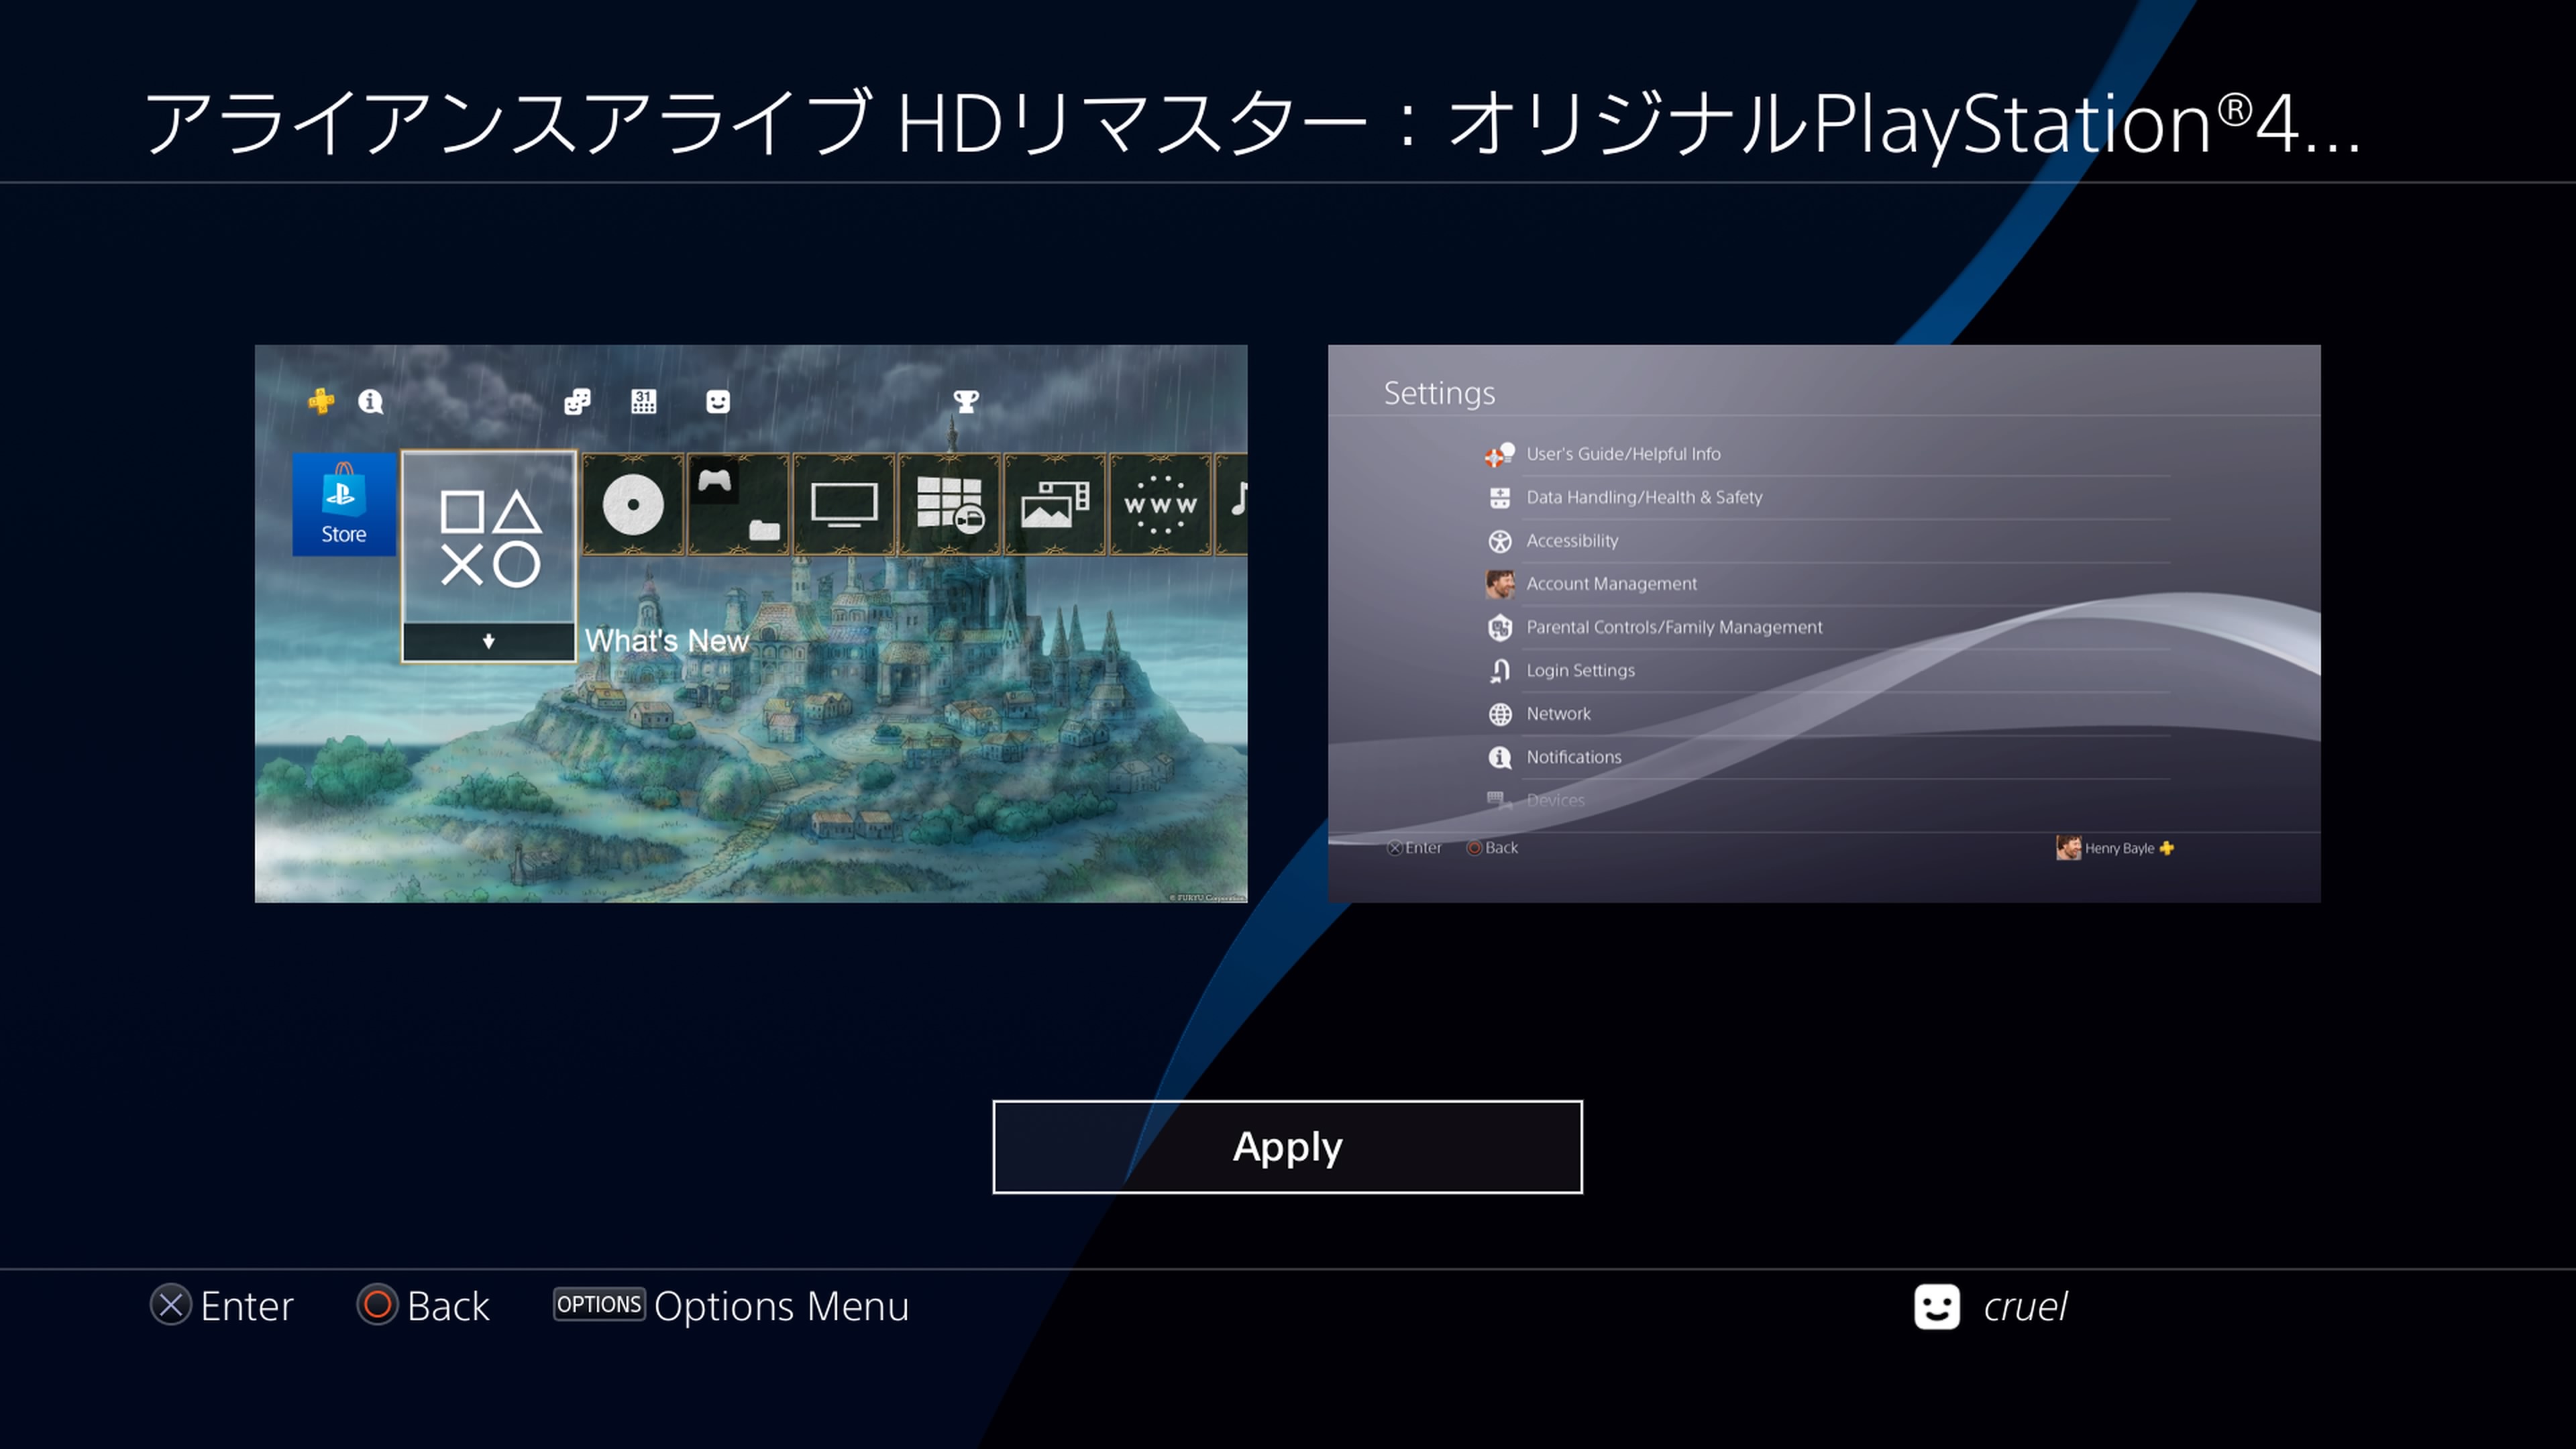 アライアンスアライブ HDリマスター：オリジナルPlayStation®4...
31
Store
WWW
What's New
© FURYU Corporation
Settings
User's Guide/Helpful Info
Data Handling/Health & Safety
Accessibility
Account Management
Parental Controls/Family Management
Login Settings
Network
Notifications
Devices
Enter Back
Henry Bayle
Apply
Enter Back OPTIONS Options Menu
cruel